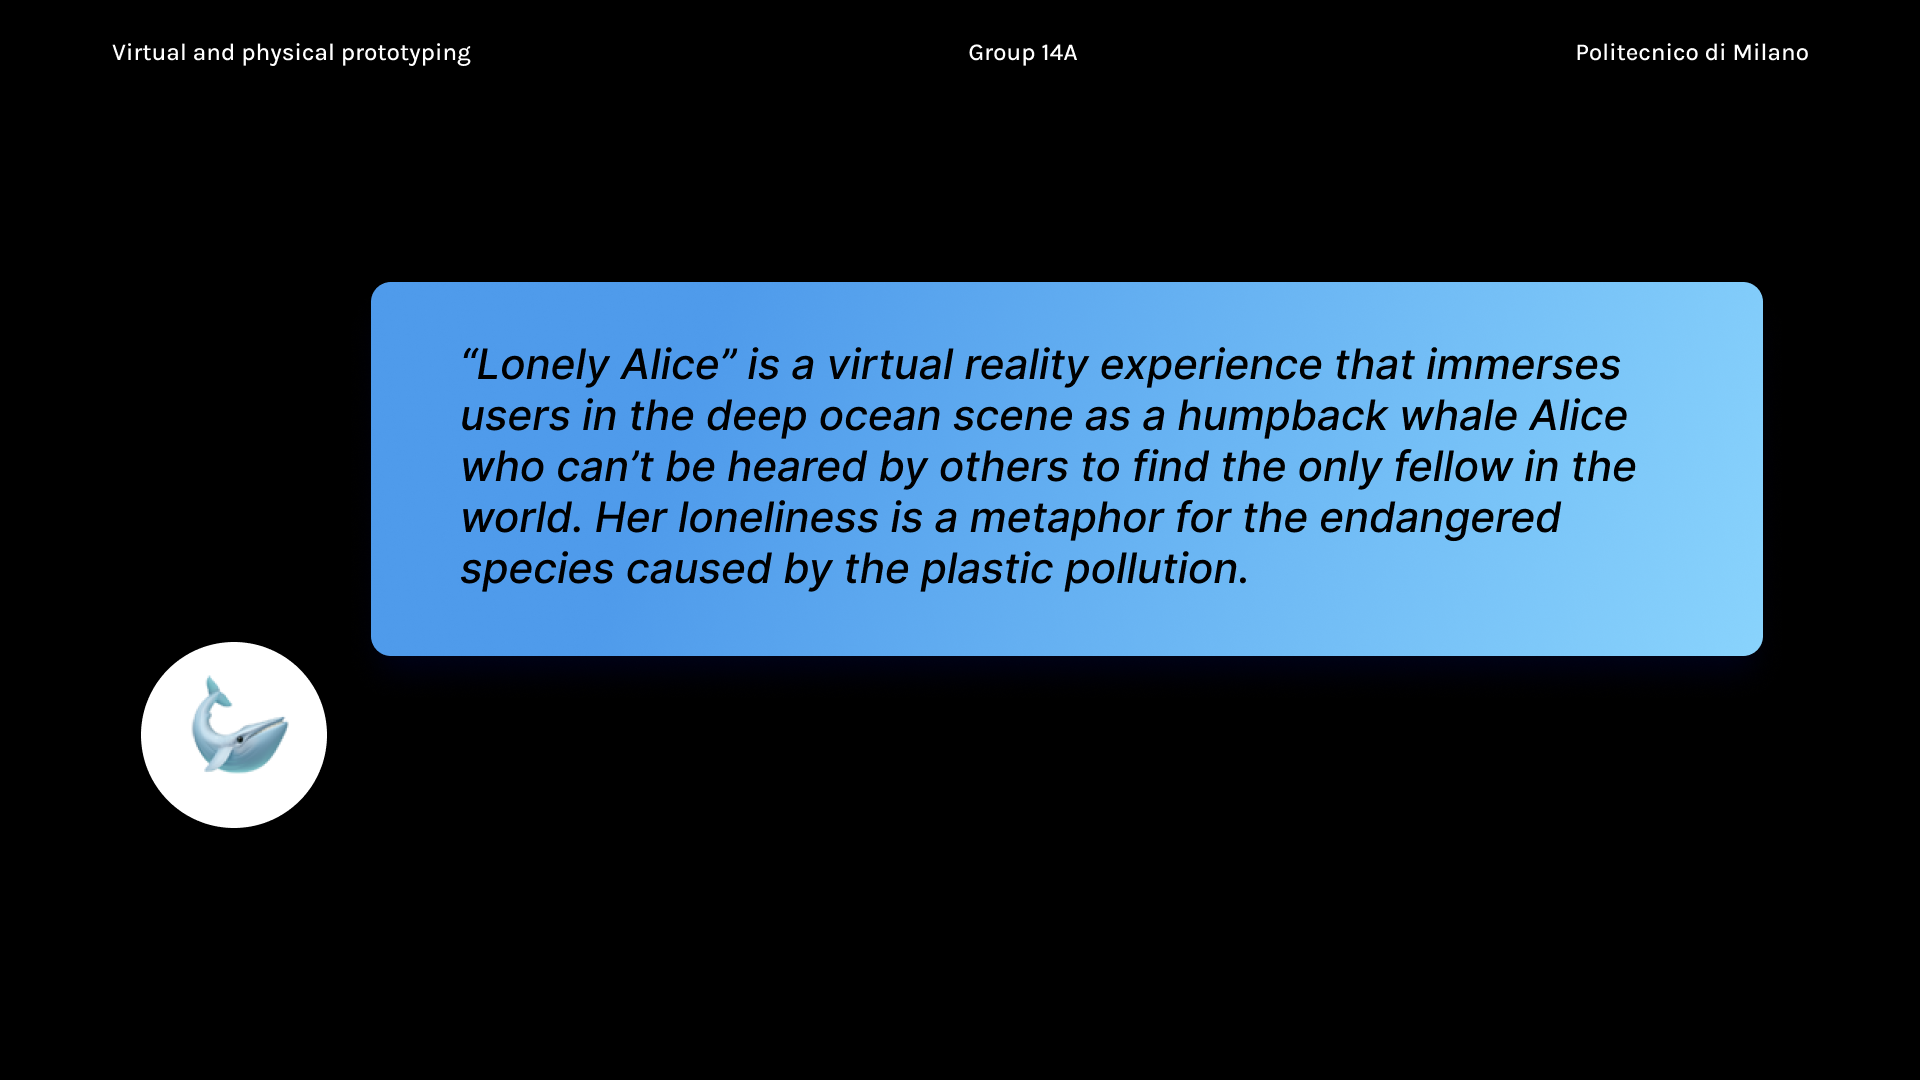 Virtual and physical prototyping
Group 14A
Politecnico di Milano
“Lonely Alice” is a virtual reality experience that immerses
users in the deep ocean scene as a humpback whale Alice
who can’t be heared by others to find the only fellow in the
world. Her loneliness is a metaphor for the endangered
species caused by the plastic pollution.